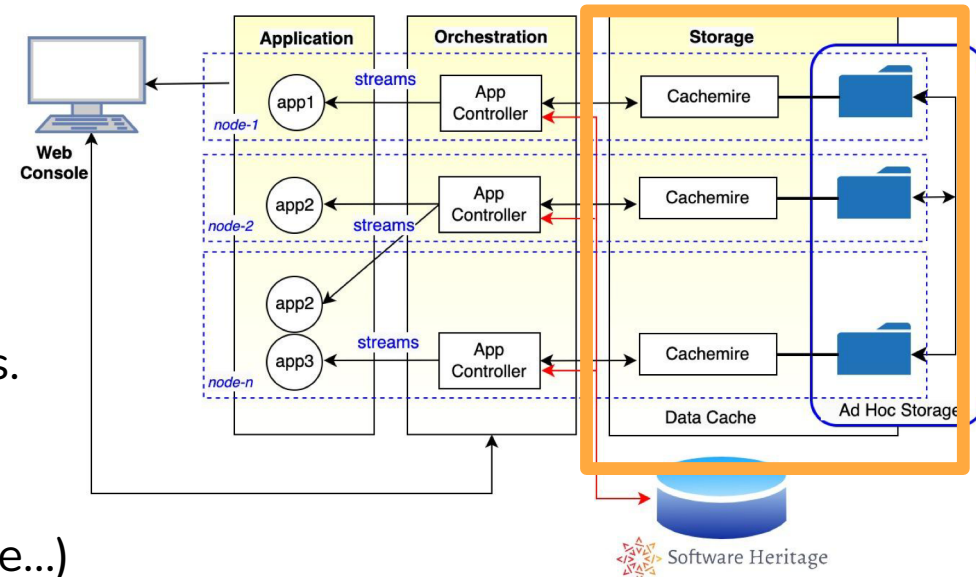 Application
Orchestration
Storage
streams
app1
App
Controller
Cachemire
node-1
Web
Console
app2
App
Controller
Cachemire
node-2
streams
app2
s.
streams
app3
App
Controller
Cachemire
node-n
Data Cache
Ad Hoc Storage
e...)
Software Heritage